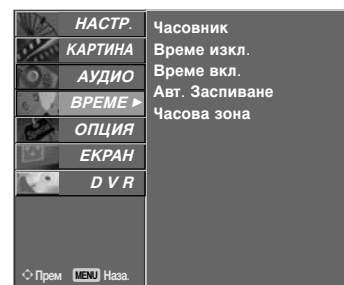 НАСТР.
КАРТИНА
АУДИО
ВРЕМЕ
ОПЦИЯ
ЕКРАН
D V R
Часовник
Време изкл.
Време вкл.
Авт. Заспиване
Часова зона
Прем MENU Наза.